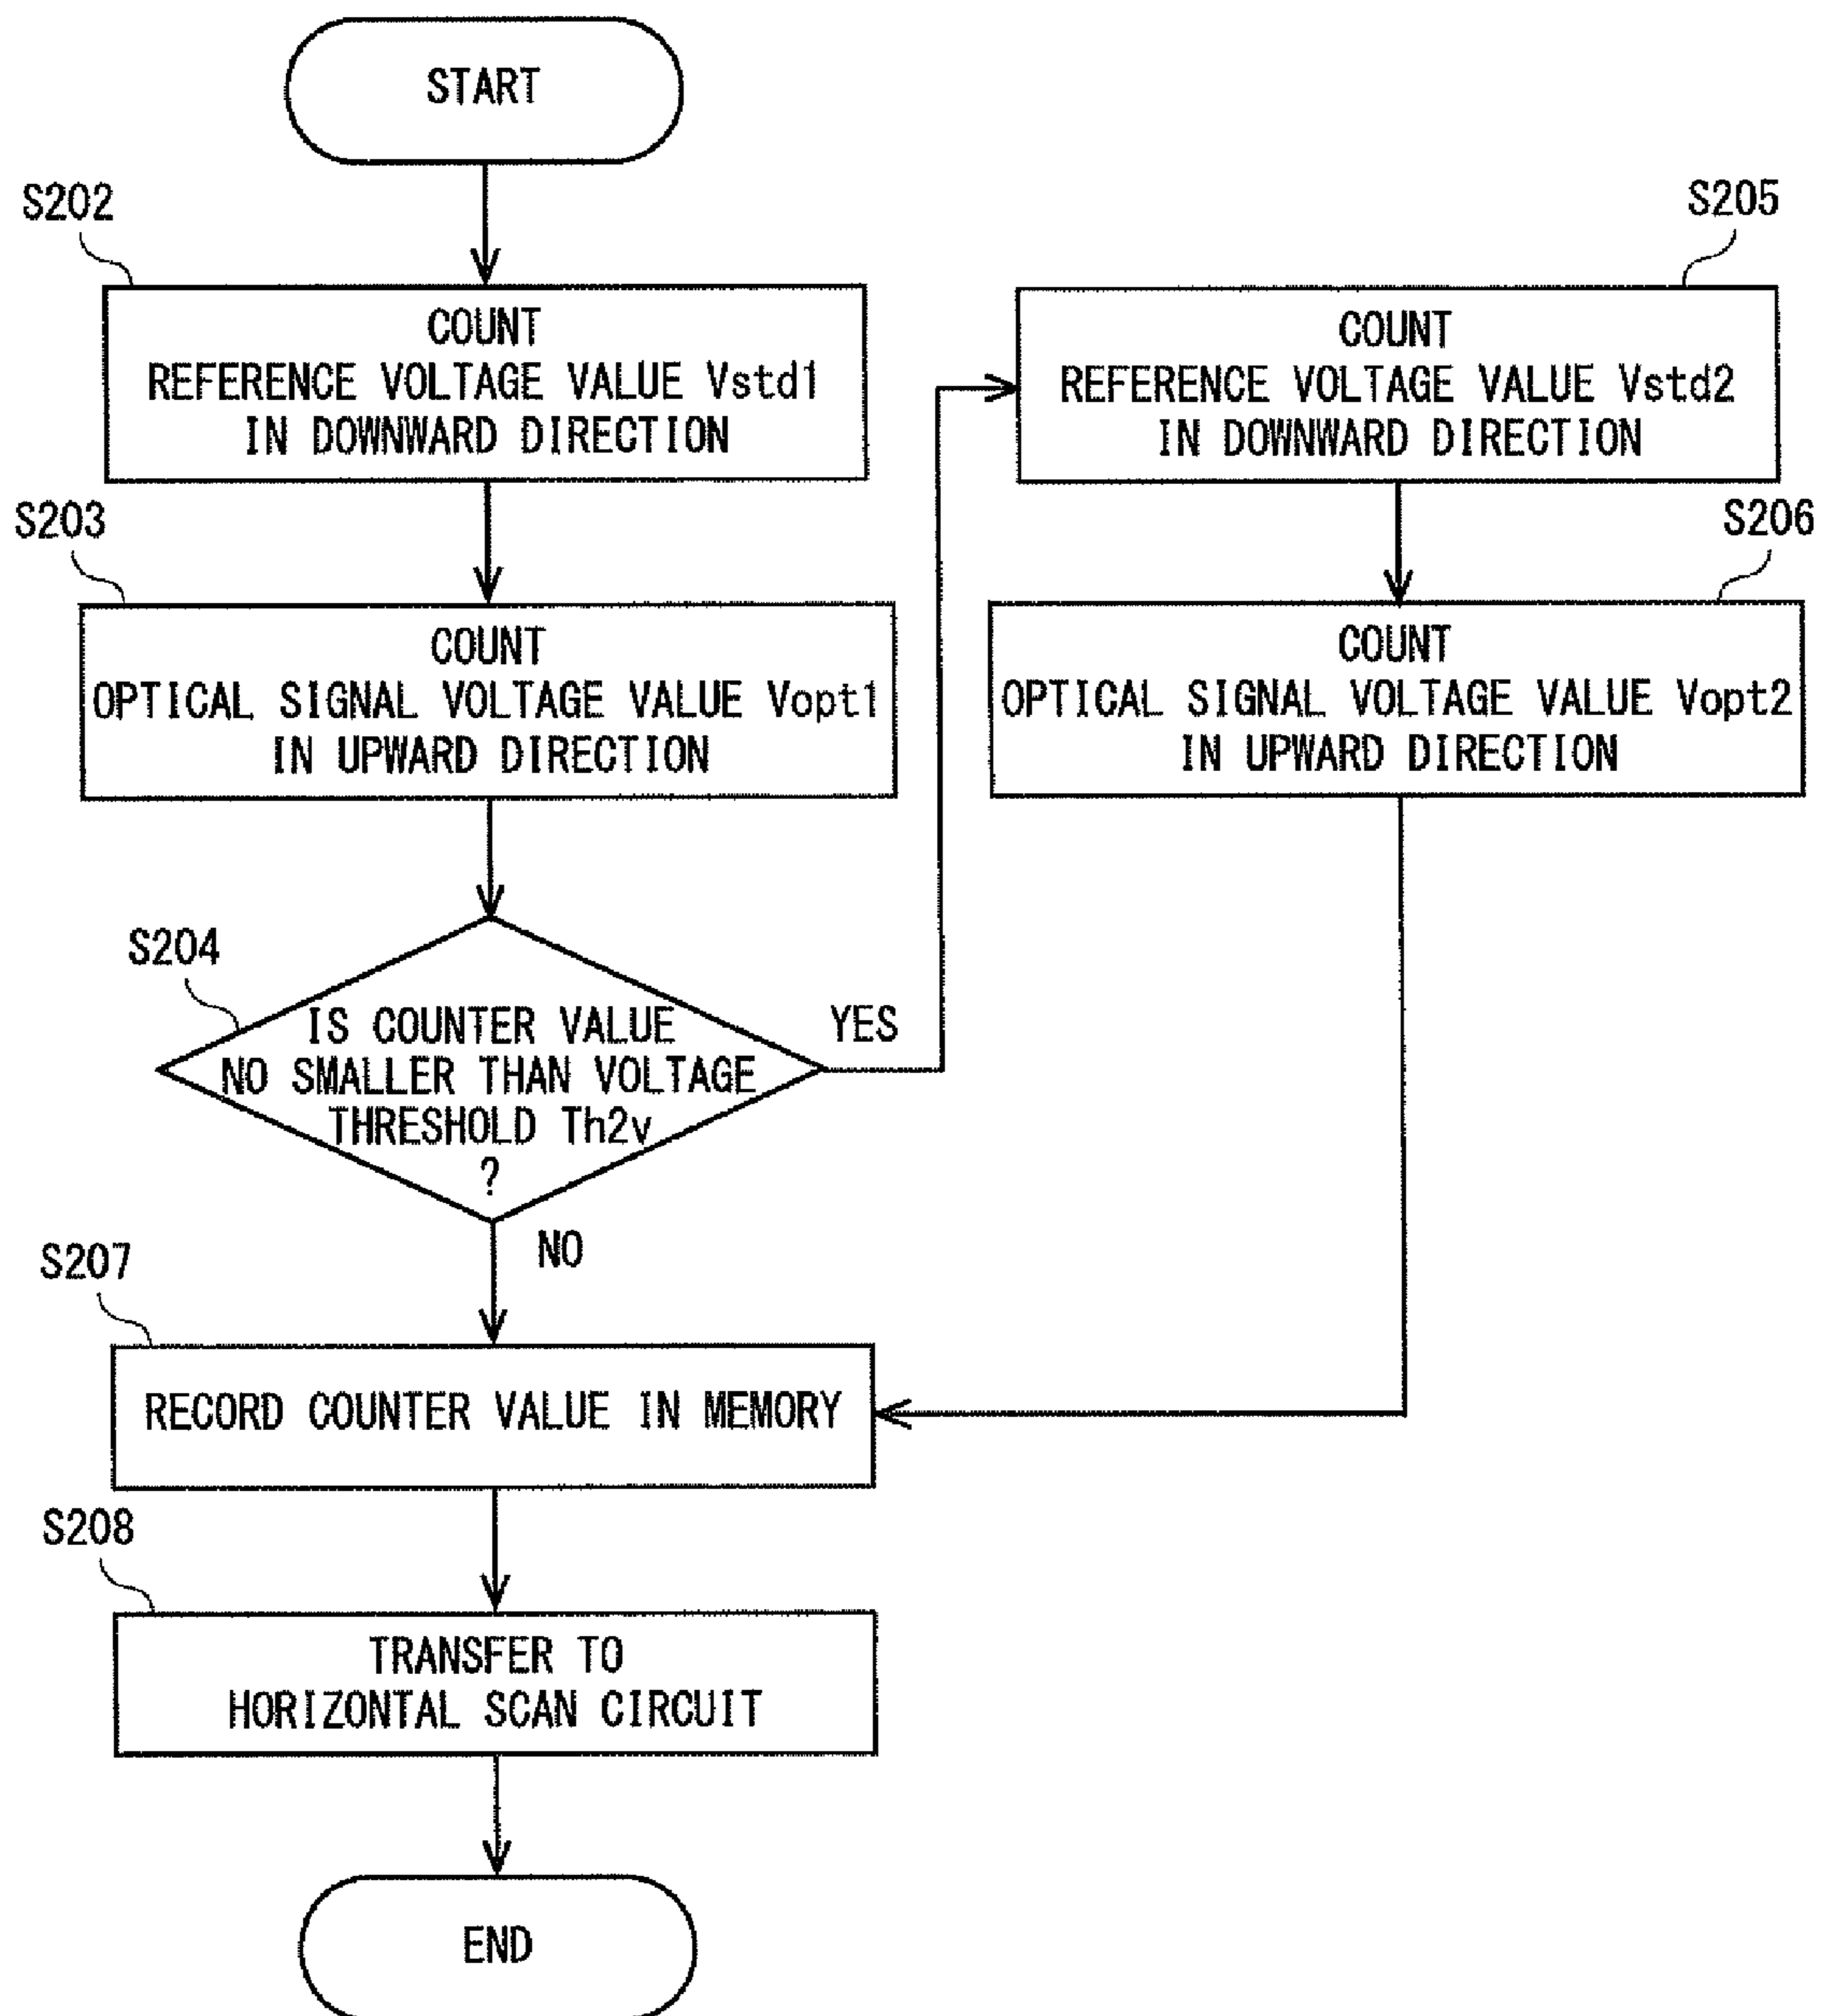 START
S202
COUNT
REFERENCE VOLTAGE VALUE Vstd1
IN DOWNWARD DIRECTION
S203
COUNT
OPTICAL SIGNAL VOLTAGE VALUE Vopt1
IN UPWARD DIRECTION
S204
IS COUNTER VALUE
NO SMALLER THAN VOLTAGE
THRESHOLD Th2v
?
YES
NO
S205
COUNT
REFERENCE VOLTAGE VALUE Vstd2
IN DOWNWARD DIRECTION
S206
COUNT
OPTICAL SIGNAL VOLTAGE VALUE Vopt2
IN UPWARD DIRECTION
S207
RECORD COUNTER VALUE IN MEMORY
S208
TRANSFER TO
HORIZONTAL SCAN CIRCUIT
END